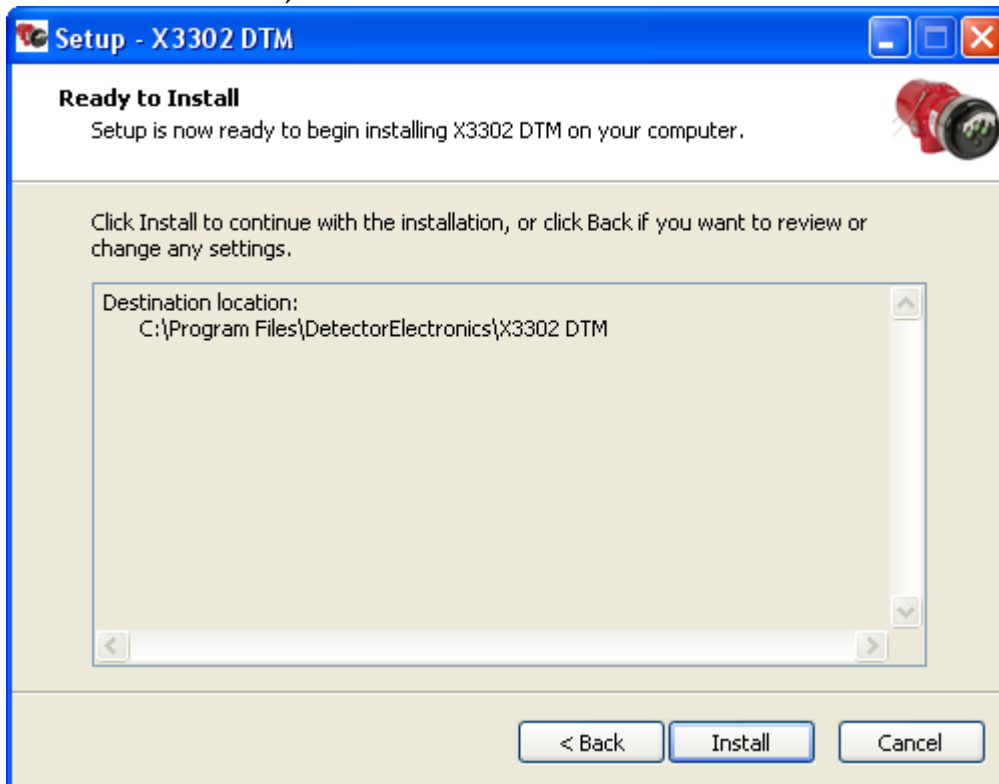 Setup - X3302 DTM
Ready to Install
Setup is now ready to begin installing X3302 DTM on your computer.
Click Install to continue with the installation, or click Back if you want to review or
change any settings.
Destination location:
C:\Program Files\DetectorElectronics\X3302 DTM
< Back
Install
Cancel